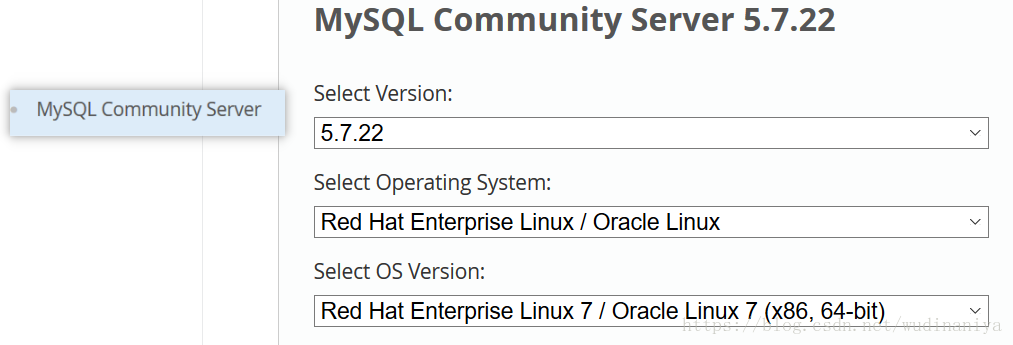 MySQL Community Server 5.7.22
MySQL Community Server
Select Version:
5.7.22
Select Operating System:
Red Hat Enterprise Linux / Oracle Linux
Select OS Version:
Red Hat Enterprise Linux 7 / Oracle Linux 7 (x86, 64-bit)
https://blog.csdn.net/wudinaniya